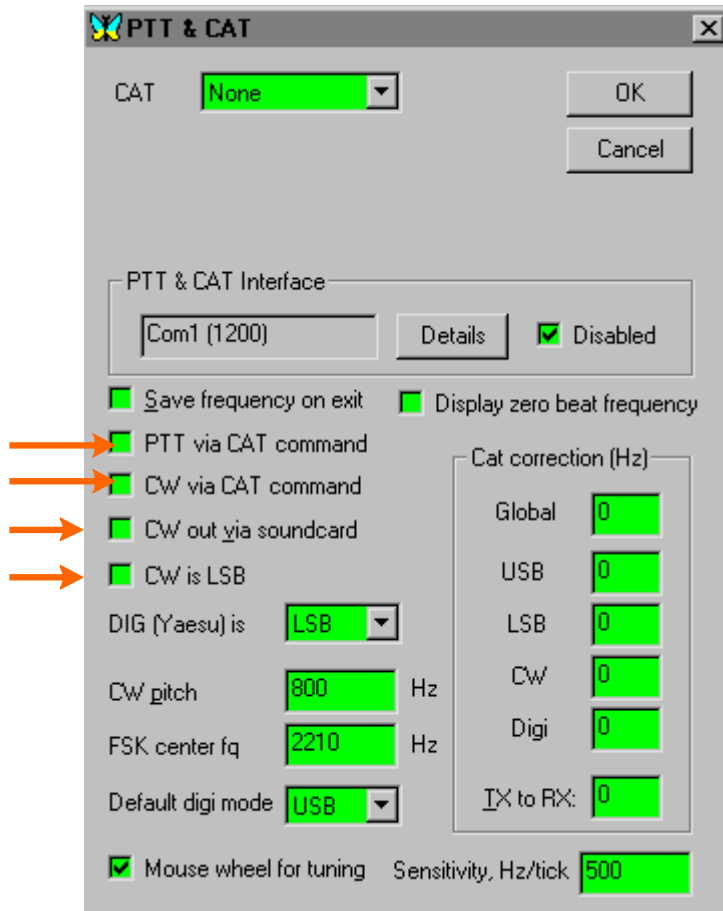 PTT & CAT
CAT None OK
Cancel
PTT & CAT Interface
Com1 (1200) Details Disabled
Save frequency on exit Display zero beat frequency
PTT via CAT command
CW via CAT command
CW out via soundcard
CW is LSB
DIG (Yaesu) is LSB
CW pitch 800 Hz
FSK center fq 2210 Hz
Default digi mode USB
Cat correction (Hz)
Global 0
USB 0
LSB 0
CW 0
Digi 0
TX to RX: 0
Mouse wheel for tuning Sensitivity, Hz/tick 500